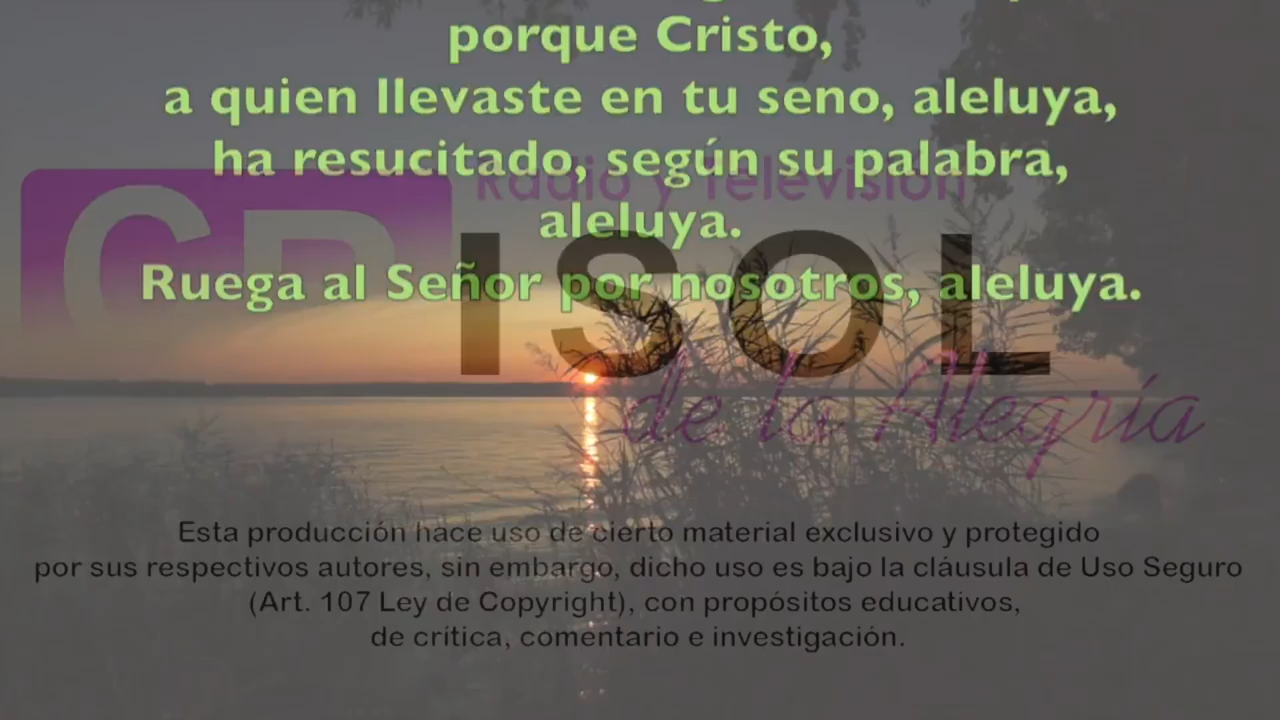 porque Cristo,
a quien llevaste en tu seno, aleluya,
ha resucitado, según su palabra,
aleluya.
Ruega al Señor por nosotros, aleluya.
Radio y Televisión
CRISOL
de la Alegría
Esta producción hace uso de cierto material exclusivo y protegido
por sus respectivos autores, sin embargo, dicho uso es bajo la cláusula de Uso Seguro
(Art. 107 Ley de Copyright), con propósitos educativos,
de crítica, comentario e investigación.